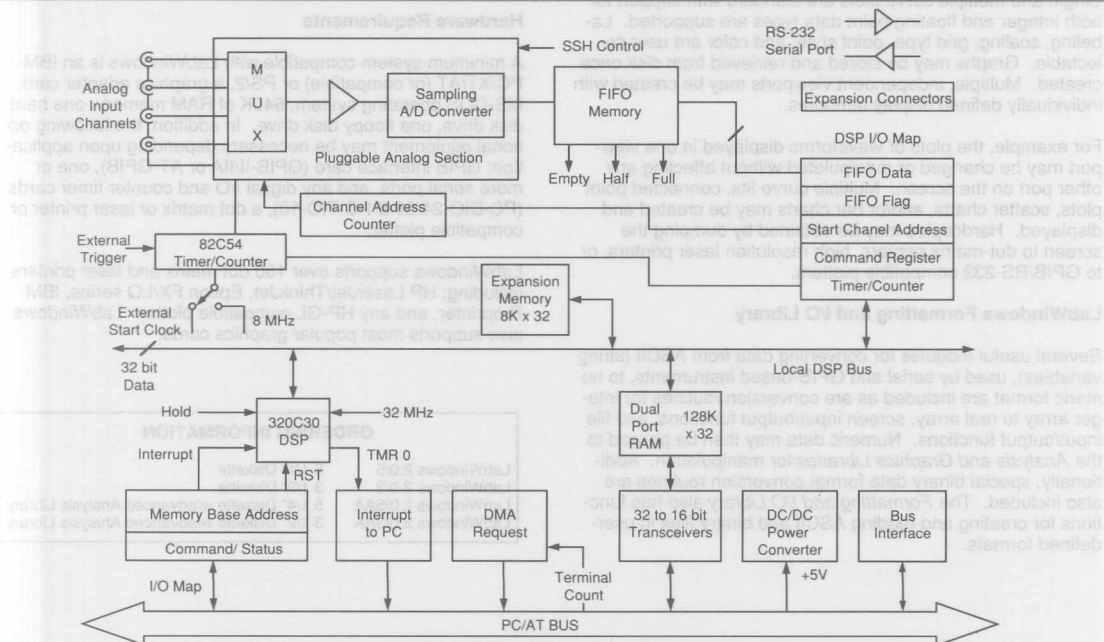 RS-232
Serial Port
SSH Control
M
U
X
Analog
Input
Channels
Sampling
A/D Converter
Pluggable Analog Section
FIFO
Memory
Expansion Connectors
DSP I/O Map
Empty
Half
Full
FIFO Data
FIFO Flag
Start Chanel Address
Command Register
Timer/Counter
Channel Address
Counter
External
Trigger
82C54
Timer/Counter
Expansion
Memory
8K x 32
External
Start Clock
8 MHz
32 bit
Data
Local DSP Bus
Hold
320C30
DSP
32 MHz
Interrupt
TMR 0
RST
Dual
Port
RAM
128K
x 32
Memory Base Address
Command/ Status
Interrupt
to PC
DMA
Request
32 to 16 bit
Transceivers
DC/DC
Power
Converter
Bus
Interface
I/O Map
Terminal
Count
+5V
PC/AT BUS